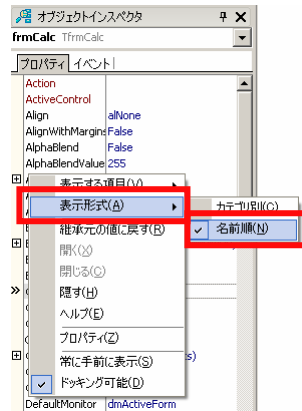 オブジェクトインスペクタ
frmCalc TfrmCalc
プロパティ イベント
Action
ActiveControl
Align alNone
AlignWithMargins False
AlphaBlend False
AlphaBlendValue 255
表示する項目(V)
表示形式(A)
カテゴリ別(C)
名前順(N)
継承元の値に戻す(R)
開く(X)
閉じる(C)
隠す(H)
ヘルプ(E)
プロパティ(Z)
常に手前に表示(S)
ドッキング可能(D)
DefaultMonitor dmActiveForm